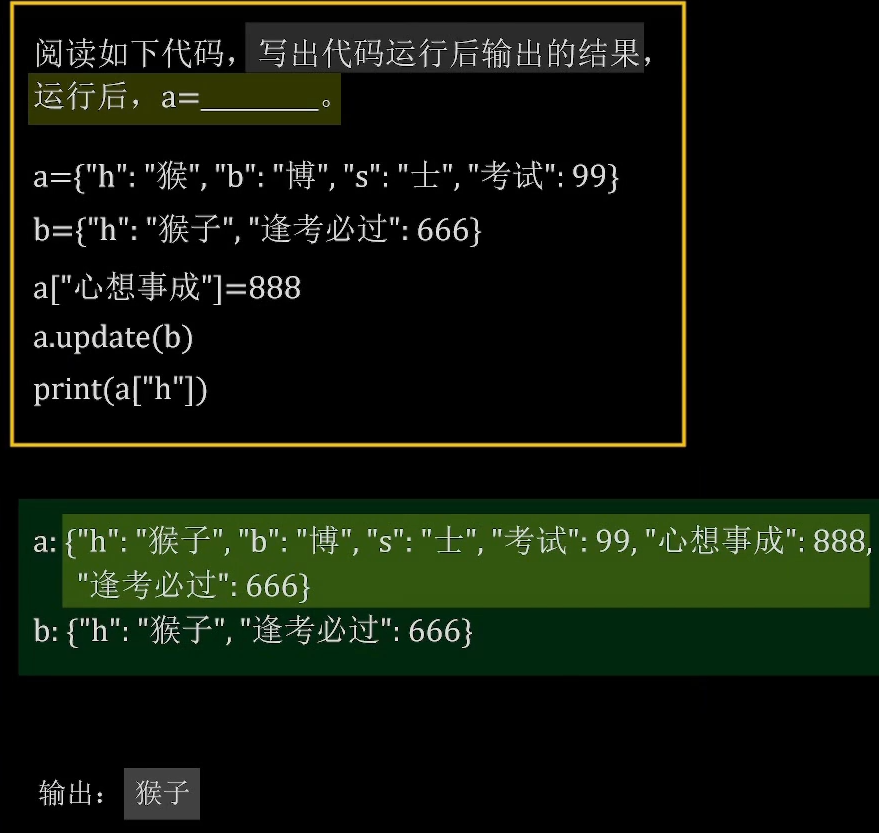 阅读如下代码，写出代码运行后输出的结果，
运行后，a=_______。
a={"h": "猴", "b": "博", "s": "士", "考试": 99}
b={"h": "猴子", "逢考必过": 666}
a["心想事成"]=888
a.update(b)
print(a["h"])
a: {"h": "猴子", "b": "博", "s": "士", "考试": 99, "心想事成": 888,
"逢考必过": 666}
b: {"h": "猴子", "逢考必过": 666}
输出： 猴子